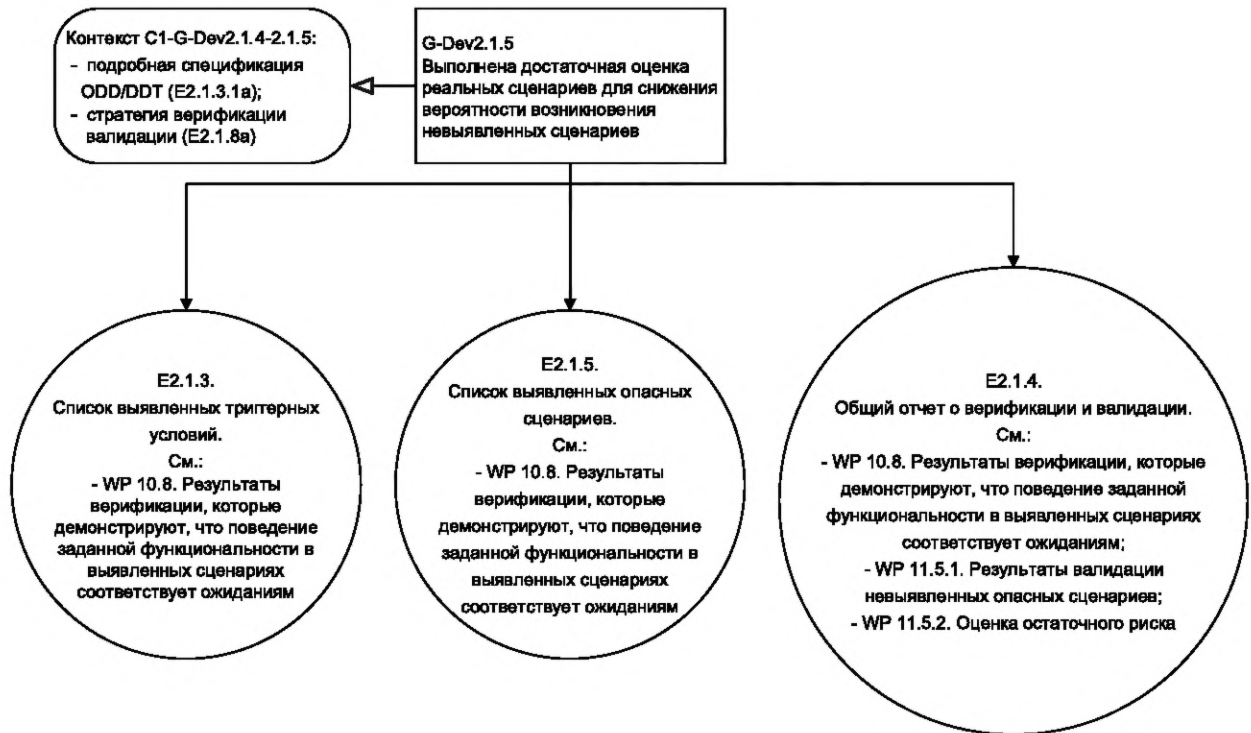 Контекст C1-G-Dev2.1.4-2.1.5:
- подробная спецификация
ODD/DDT (E2.1.3.1a);
- стратегия верификации
валидации (E2.1.8a)
G-Dev2.1.5
Выполнена достаточная оценка
реальных сценариев для снижения
вероятности возникновения
невыявленных сценариев
E2.1.3.
Список выявленных триггерных
условий.
См.:
- WP 10.8. Результаты
верификации, которые
демонстрируют, что поведение
заданной функциональности в
выявленных сценариях
соответствует ожиданиям
E2.1.5.
Список выявленных опасных
сценариев.
См.:
- WP 10.8. Результаты
верификации, которые
демонстрируют, что поведение
заданной функциональности в
выявленных сценариях
соответствует ожиданиям
E2.1.4.
Общий отчет о верификации и валидации.
См.:
- WP 10.8. Результаты верификации, которые
демонстрируют, что поведение заданной
функциональности в выявленных сценариях
соответствует ожиданиям;
- WP 11.5.1. Результаты валидации
невыявленных опасных сценариев;
- WP 11.5.2. Оценка остаточного риска